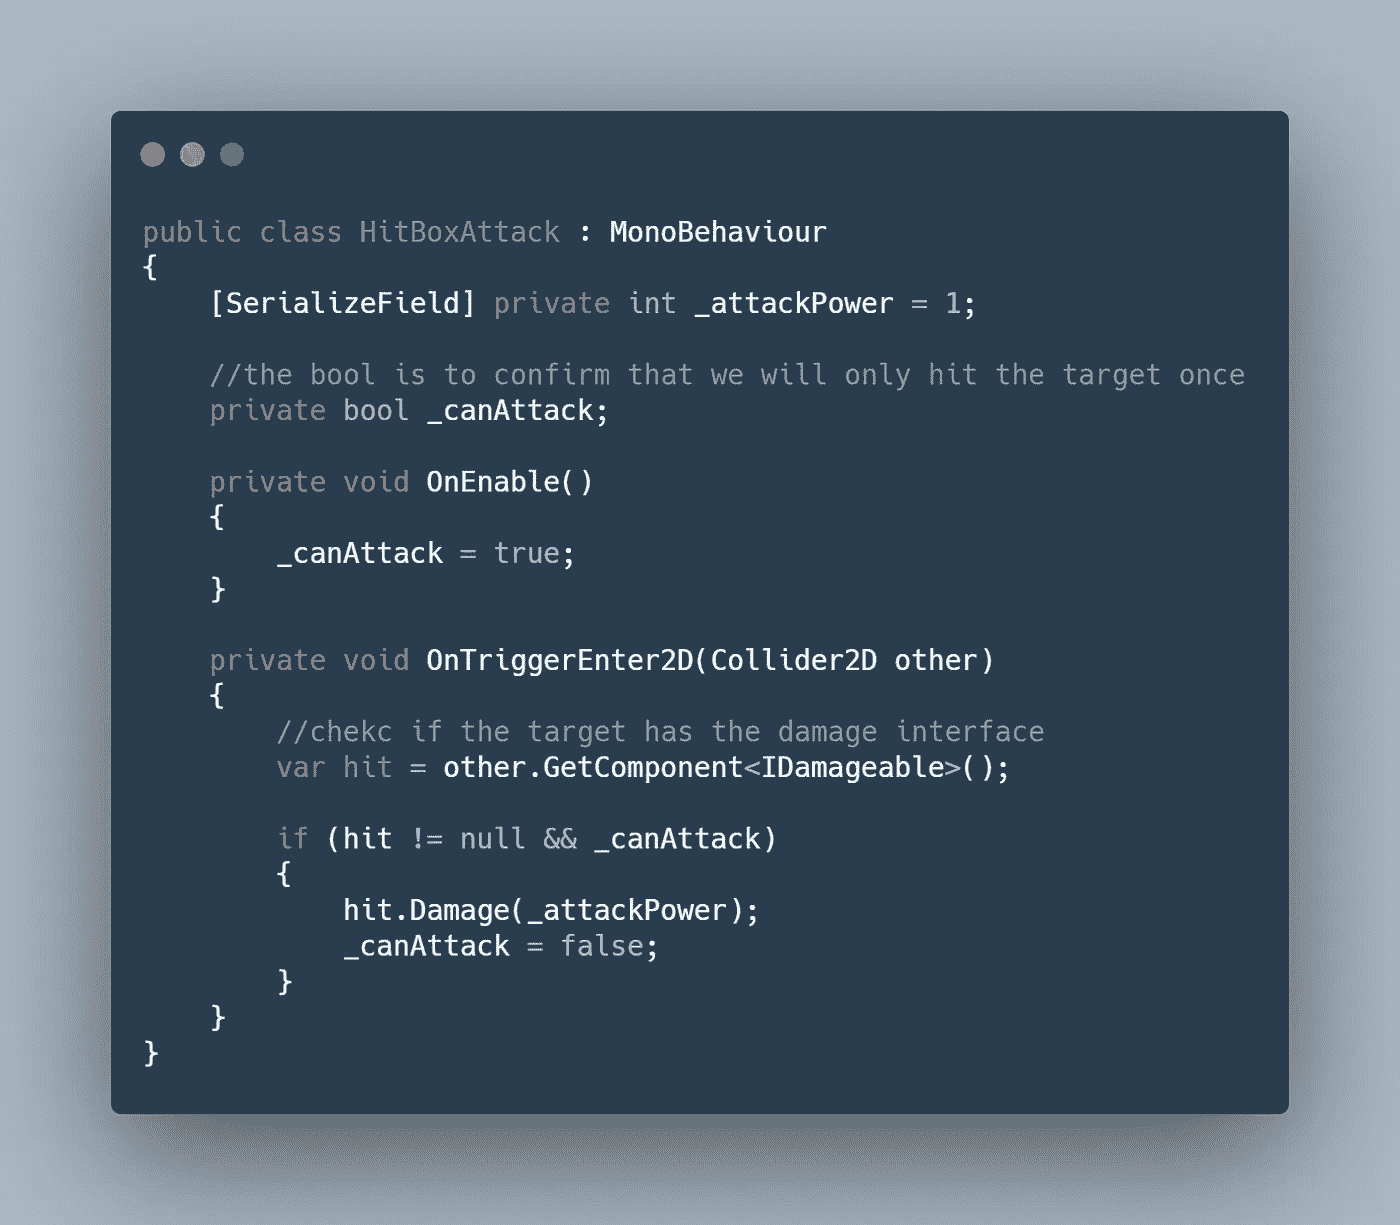 public class HitBoxAttack : MonoBehaviour
{
    [SerializeField] private int _attackPower = 1;

    //the bool is to confirm that we will only hit the target once
    private bool _canAttack;

    private void OnEnable()
    {
        _canAttack = true;
    }

    private void OnTriggerEnter2D(Collider2D other)
    {
        //chekc if the target has the damage interface
        var hit = other.GetComponent<IDamageable>();

        if (hit != null && _canAttack)
        {
            hit.Damage(_attackPower);
            _canAttack = false;
        }
    }
}